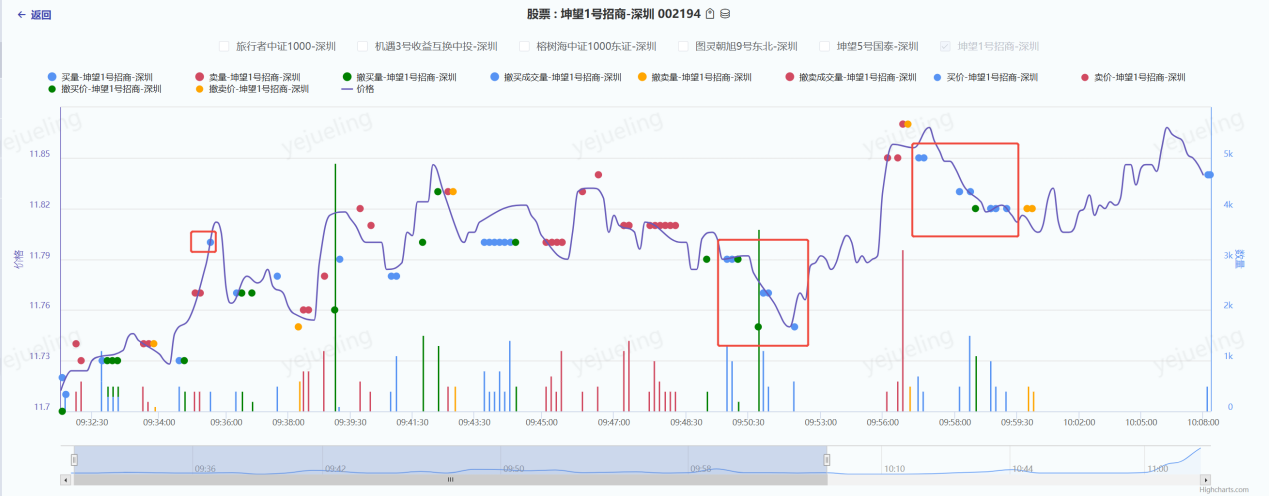 ← 返回
股票 : 坤望1号招商-深圳 002194
旅行者中证1000-深圳 机遇3号收益互换中投-深圳 榕树海中证1000东证-深圳 图灵朝旭9号东北-深圳 坤望5号国泰-深圳 坤望1号招商-深圳
买量-坤望1号招商-深圳 卖量-坤望1号招商-深圳 撤买量-坤望1号招商-深圳 撤买成交量-坤望1号招商-深圳 撤卖量-坤望1号招商-深圳 撤卖成交量-坤望1号招商-深圳 买价-坤望1号招商-深圳 卖价-坤望1号招商-深圳
撤买价-坤望1号招商-深圳 撤卖价-坤望1号招商-深圳 价格
yejueling yejueling yejueling yejueling yejueling
11.85 5k
11.82 4k
11.79 3k
价格 数量
11.76 2k
yejueling yejueling yejueling yejueling yejueling
11.73 1k
11.7 0
09:32:30 09:34:00 09:36:00 09:38:00 09:39:30 09:41:30 09:43:00 09:45:00 09:47:00 09:48:30 09:50:30 09:53:00 09:56:00 09:58:00 09:59:30 10:02:00 10:05:00 10:08:00
09:36 09:42 09:50 09:58 10:10 10:44 11:00
Highcharts.com